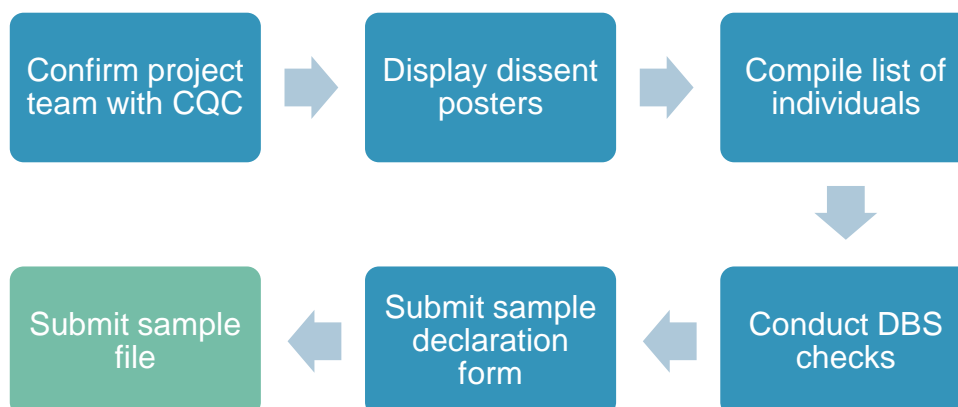 Confirm project
team with CQC
Display dissent
posters
Compile list of
individuals
Conduct DBS
checks
Submit sample
declaration
form
Submit sample
file